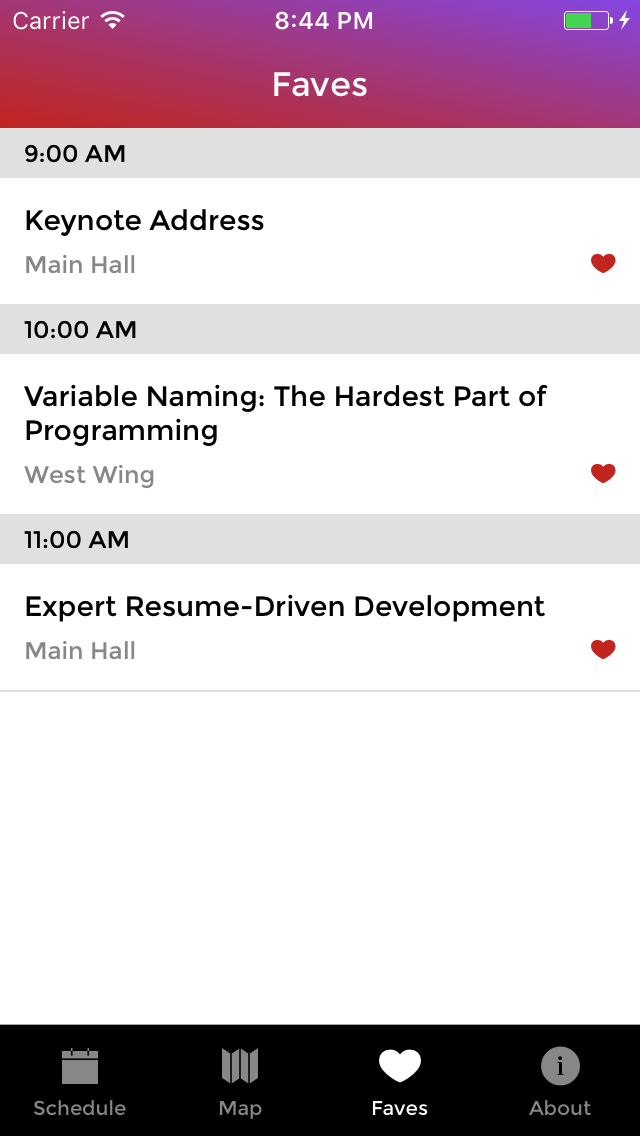 Carrier 8:44 PM
Faves
9:00 AM
Keynote Address
Main Hall
10:00 AM
Variable Naming: The Hardest Part of
Programming
West Wing
11:00 AM
Expert Resume-Driven Development
Main Hall
Schedule Map Faves About